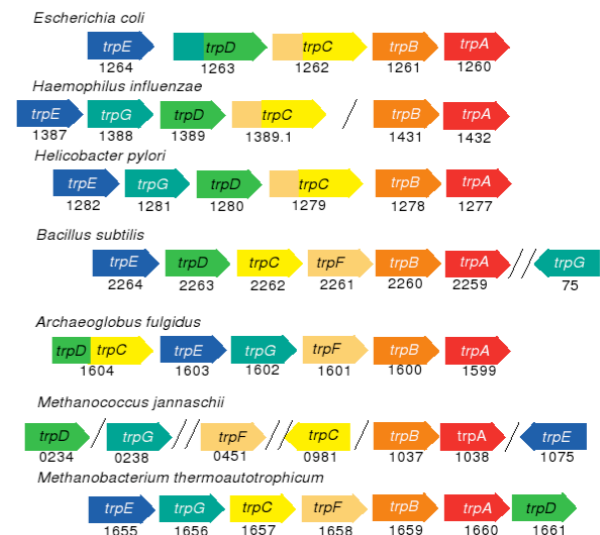 Escherichia coli
trpE trpD trpC trpB trpA
1264 1263 1262 1261 1260
Haemophilus influenzae
trpE trpG trpD trpC / trpB trpA
1387 1388 1389 1389.1 1431 1432
Helicobacter pylori
trpE trpG trpD trpC trpB trpA
1282 1281 1280 1279 1278 1277
Bacillus subtilis
trpE trpD trpC trpF trpB trpA // trpG
2264 2263 2262 2261 2260 2259 75
Archaeoglobus fulgidus
trpD trpC trpE trpG trpF trpB trpA
1604 1603 1602 1601 1600 1599
Methanococcus jannaschii
trpD / trpG // trpF // trpC / trpB trpA / trpE
0234 0238 0451 0981 1037 1038 1075
Methanobacterium thermoautotrophicum
trpE trpG trpC trpF trpB trpA trpD
1655 1656 1657 1658 1659 1660 1661